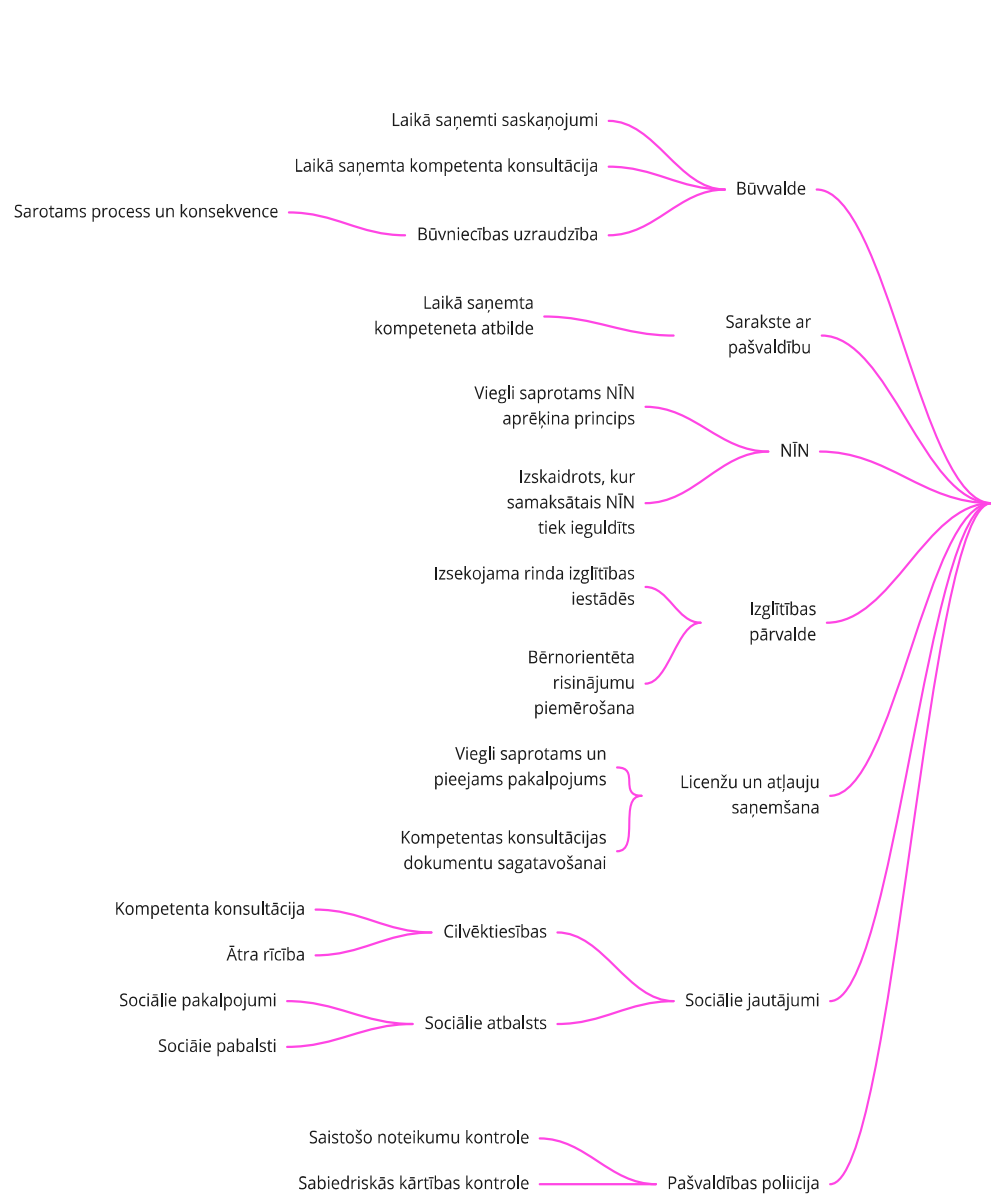 Laikā saņemti saskaņojumi
Laikā saņemta kompetenta konsultācija
Būvvalde
Sarotams process un konsekvence
Būvniecības uzraudzība
Laikā saņemta
kompeteneta atbilde
Sarakste ar
pašvaldību
Viegli saprotams NĪN
aprēķina princips
NĪN
Izskaidrots, kur
samaksātais NĪN
tiek ieguldīts
Izsekojama rinda izglītības
iestādēs
Izglītības
pārvalde
Bērnorientēta
risinājumu
piemērošana
Viegli saprotams un
pieejams pakalpojums
Licenžu un atļauju
saņemšana
Kompetentas konsultācijas
dokumentu sagatavošanai
Kompetenta konsultācija
Cilvēktiesības
Ātra rīcība
Sociālie pakalpojumi
Sociālie jautājumi
Sociālie atbalsts
Sociāie pabalsti
Saistošo noteikumu kontrole
Sabiedriskās kārtības kontrole
Pašvaldības poliicija